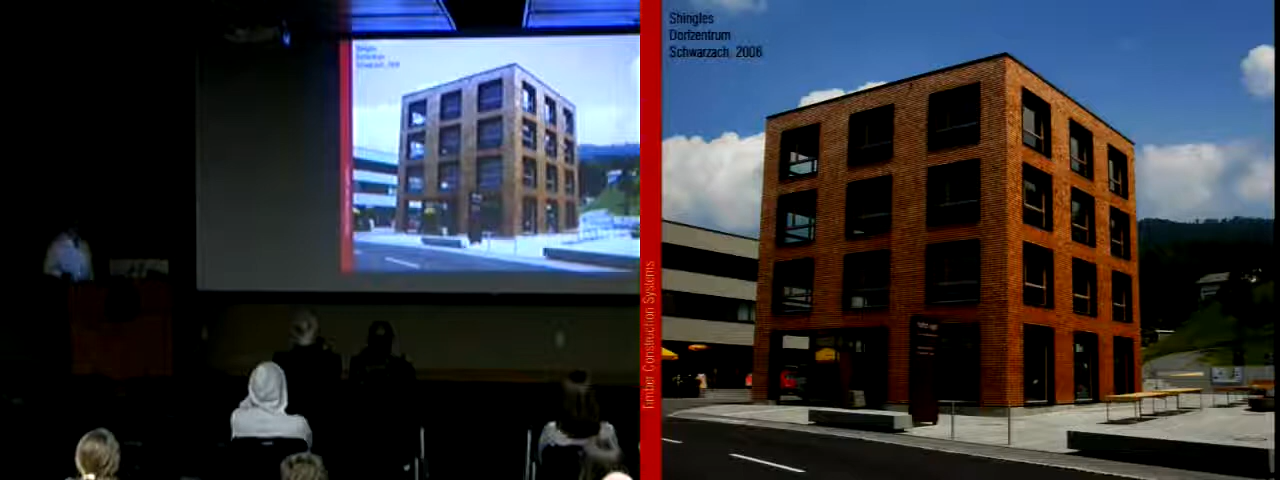 Shingles
Dorfzentrum
Schwarzach, 2006
Timber Construction Systems